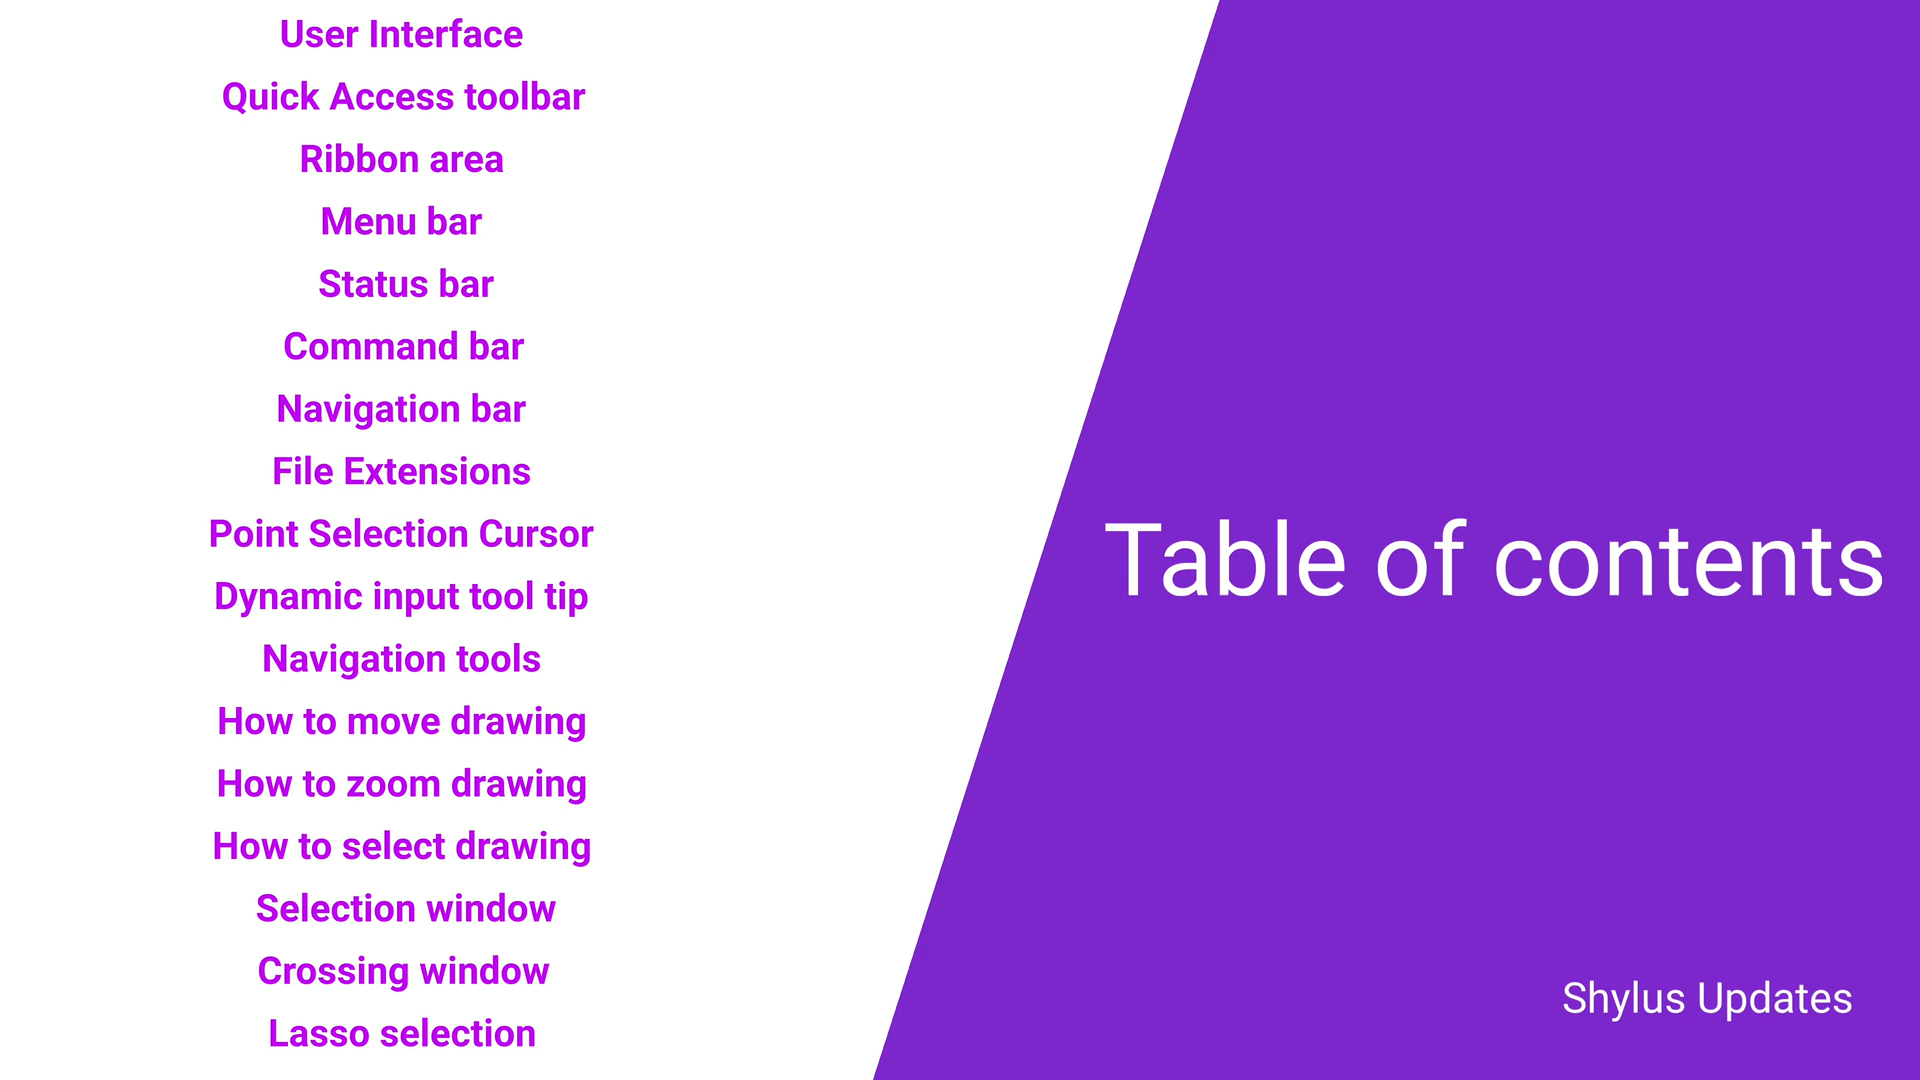 User Interface
Quick Access toolbar
Ribbon area
Menu bar
Status bar
Command bar
Navigation bar
File Extensions
Point Selection Cursor
Dynamic input tool tip
Navigation tools
How to move drawing
How to zoom drawing
How to select drawing
Selection window
Crossing window
Lasso selection
Table of contents
Shylus Updates